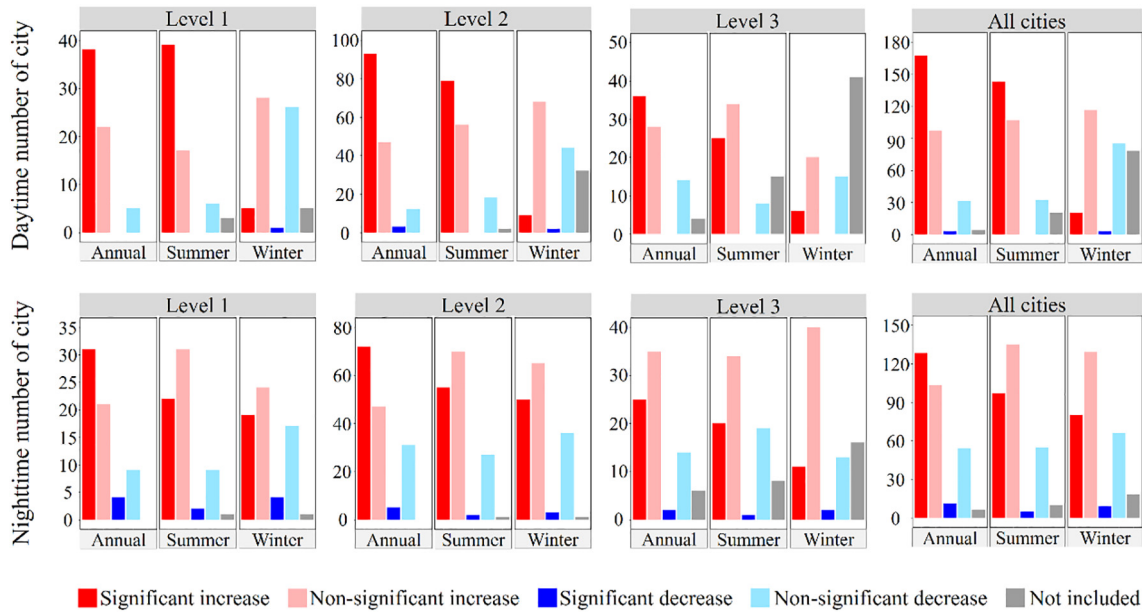 Level 1 Level 2 Level 3 All cities
Daytime number of city
40 30 20 10 0
100 80 60 40 20 0
50 40 30 20 10 0
180 150 120 90 60 30 0
Annual Summer Winter Annual Summer Winter Annual Summer Winter Annual Summer Winter
Level 1 Level 2 Level 3 All cities
Nighttime number of city
35 30 25 20 15 10 5 0
80 60 40 20 0
40 30 20 10 0
150 120 90 60 30 0
Annual Summer Winter Annual Summer Winter Annual Summer Winter Annual Summer Winter
Significant increase Non-significant increase Significant decrease Non-significant decrease Not included